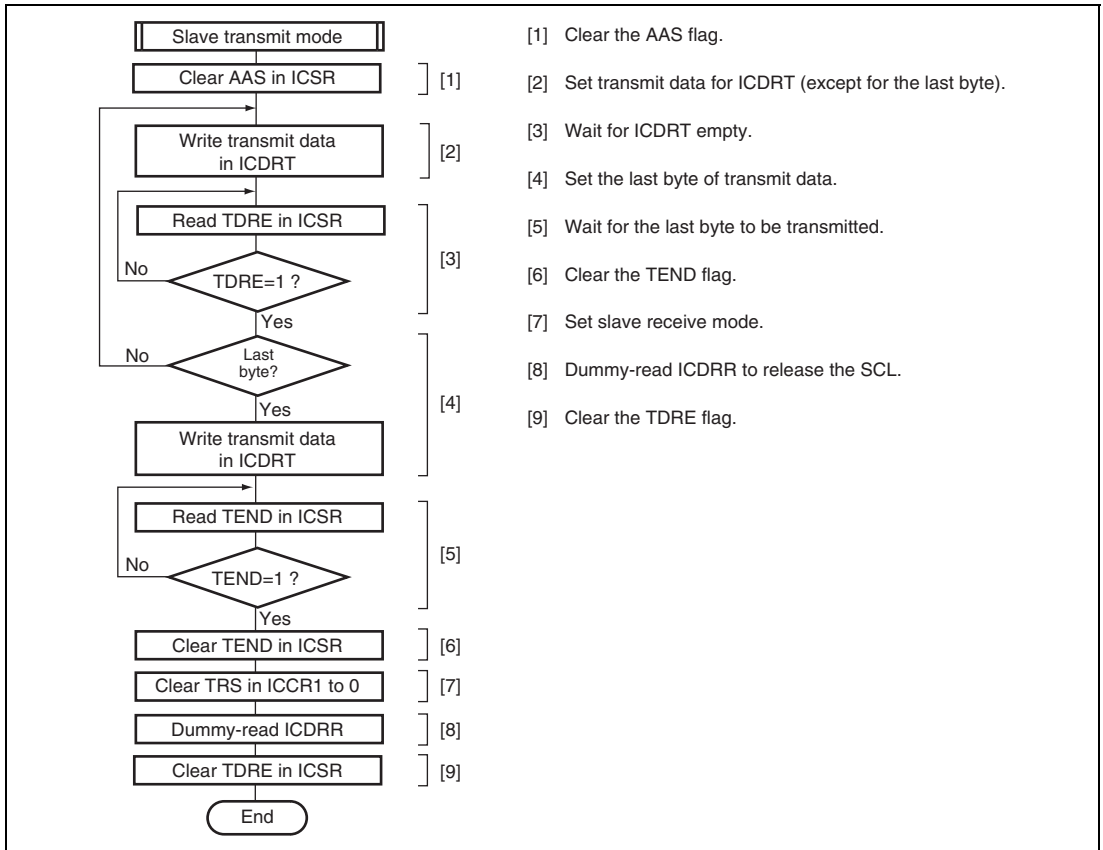 Slave transmit mode
Clear AAS in ICSR
[1]
Write transmit data
in ICDRT
[2]
Read TDRE in ICSR
[3]
No
TDRE=1 ?
Yes
No
Last
byte?
[4]
Yes
Write transmit data
in ICDRT
Read TEND in ICSR
[5]
No
TEND=1 ?
Yes
Clear TEND in ICSR
[6]
Clear TRS in ICCR1 to 0
[7]
Dummy-read ICDRR
[8]
Clear TDRE in ICSR
[9]
End
[1] Clear the AAS flag.
[2] Set transmit data for ICDRT (except for the last byte).
[3] Wait for ICDRT empty.
[4] Set the last byte of transmit data.
[5] Wait for the last byte to be transmitted.
[6] Clear the TEND flag.
[7] Set slave receive mode.
[8] Dummy-read ICDRR to release the SCL.
[9] Clear the TDRE flag.